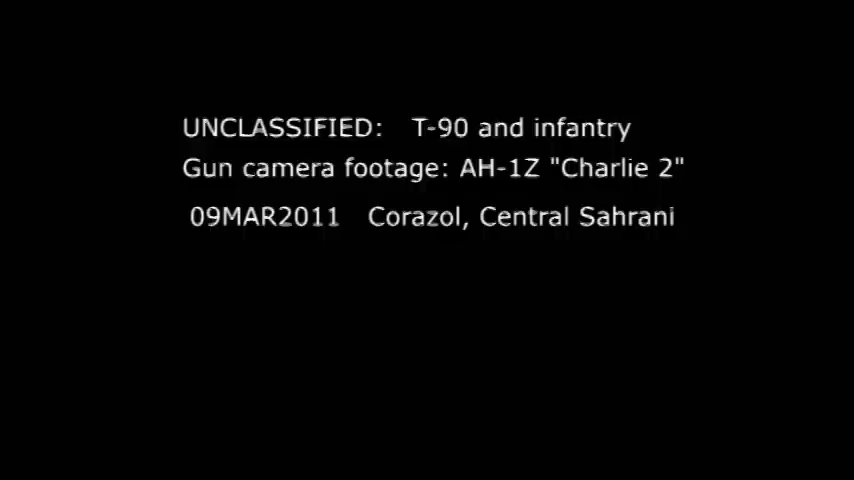 UNCLASSIFIED: T-90 and infantry
Gun camera footage: AH-1Z "Charlie 2"
09MAR2011 Corazol, Central Sahrani